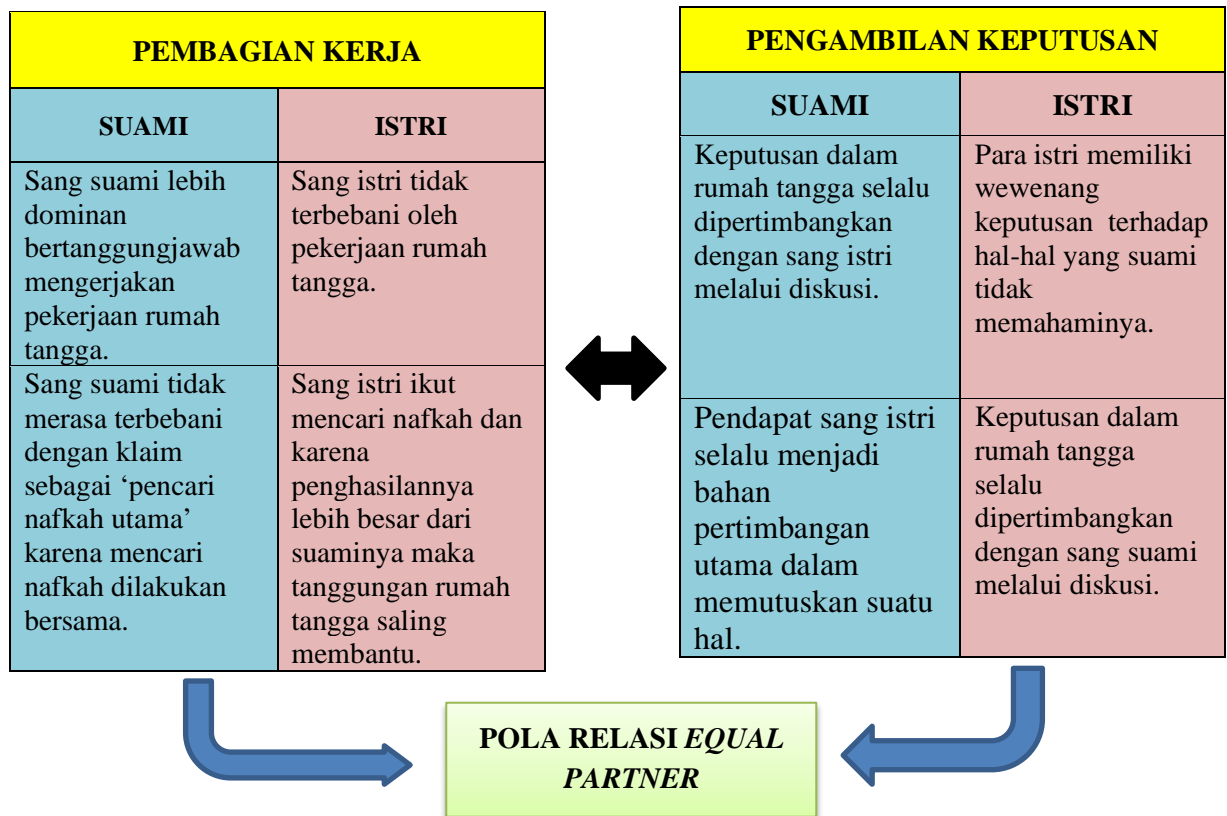 PEMBAGIAN KERJA
SUAMI
ISTRI
Sang suami lebih
dominan
bertanggungjawab
mengerjakan
pekerjaan rumah
tangga.
Sang istri tidak
terbebani oleh
pekerjaan rumah
tangga.
Sang suami tidak
merasa terbebani
dengan klaim
sebagai ‘pencari
nafkah utama’
karena mencari
nafkah dilakukan
bersama.
Sang istri ikut
mencari nafkah dan
karena
penghasilannya
lebih besar dari
suaminya maka
tanggungan rumah
tangga saling
membantu.
PENGAMBILAN KEPUTUSAN
SUAMI
ISTRI
Keputusan dalam
rumah tangga selalu
dipertimbangkan
dengan sang istri
melalui diskusi.
Para istri memiliki
wewenang
keputusan terhadap
hal-hal yang suami
tidak
memahaminya.
Pendapat sang istri
selalu menjadi
bahan
pertimbangan
utama dalam
memutuskan suatu
hal.
Keputusan dalam
rumah tangga
selalu
dipertimbangkan
dengan sang suami
melalui diskusi.
POLA RELASI EQUAL
PARTNER